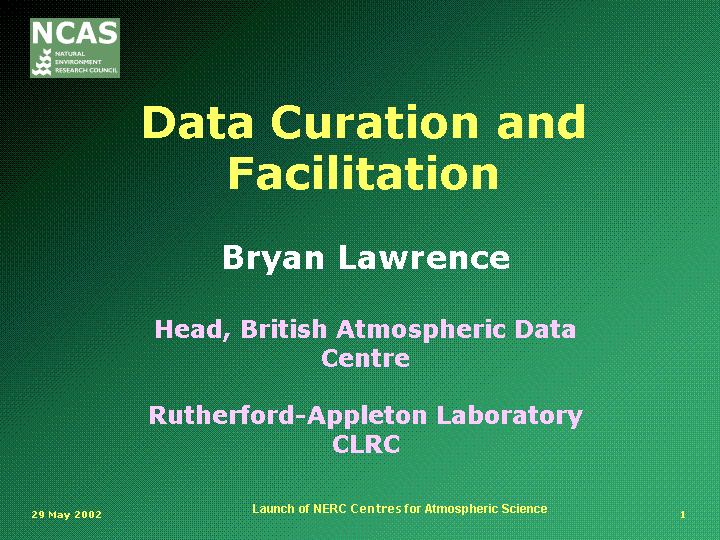 NCAS
NATURAL
ENVIRONMENT
RESEARCH COUNCIL
Data Curation and
Facilitation
Bryan Lawrence
Head, British Atmospheric Data
Centre
Rutherford-Appleton Laboratory
CLRC
29 May 2002
Launch of NERC Centres for Atmospheric Science
1